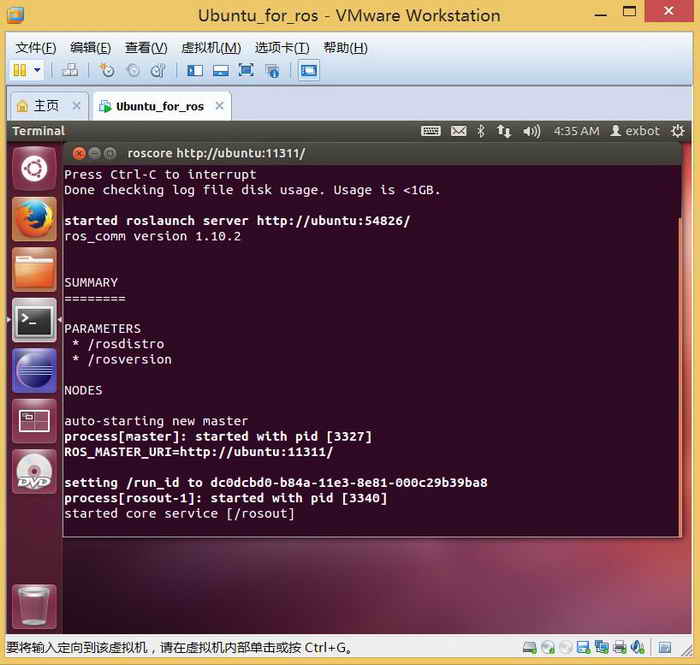 Ubuntu_for_ros - VMware Workstation
文件(F) 编辑(E) 查看(V) 虚拟机(M) 选项卡(T) 帮助(H)
主页 Ubuntu_for_ros
Terminal 4:35 AM exbot
roscore http://ubuntu:11311/
Press Ctrl-C to interrupt
Done checking log file disk usage. Usage is <1GB.
started roslaunch server http://ubuntu:54826/
ros_comm version 1.10.2
SUMMARY
========
PARAMETERS
* /rosdistro
* /rosversion
NODES
auto-starting new master
process[master]: started with pid [3327]
ROS_MASTER_URI=http://ubuntu:11311/
setting /run_id to dc0dcbd0-b84a-11e3-8e81-000c29b39ba8
process[rosout-1]: started with pid [3340]
started core service [/rosout]
DVD
要将输入定向到该虚拟机，请在虚拟机内部单击或按 Ctrl+G。